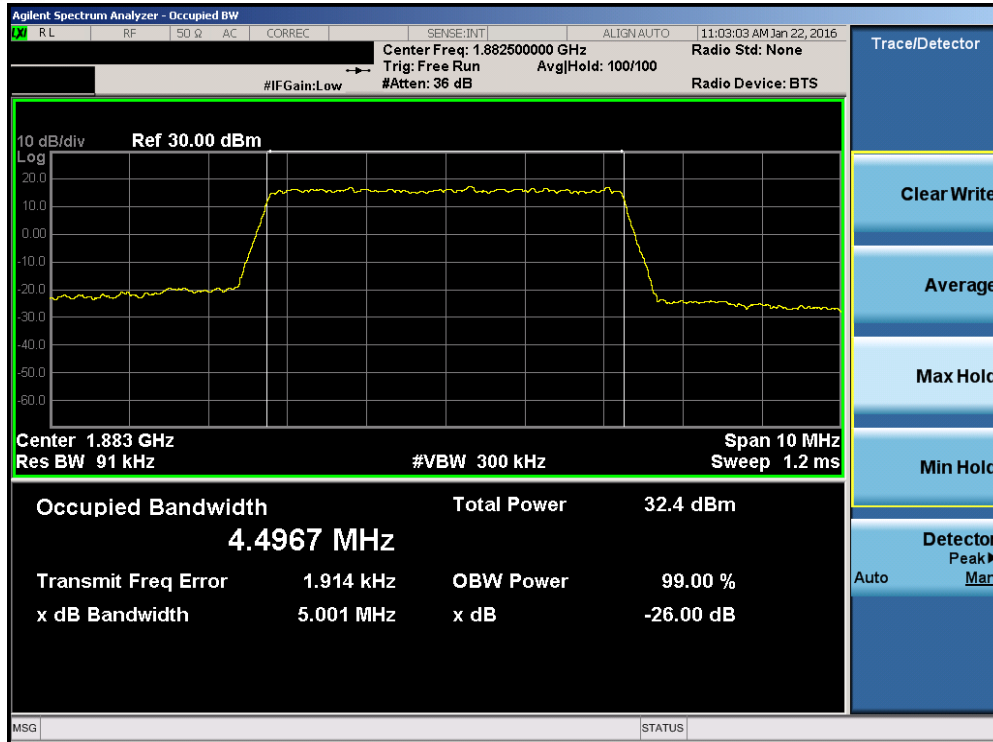 Agilent Spectrum Analyzer - Occupied BW
LXI RL RF 50 Ω AC CORREC SENSE:INT ALIGN AUTO 11:03:03 AM Jan 22, 2016
Center Freq: 1.882500000 GHz Radio Std: None
Trig: Free Run Avg|Hold: 100/100
#IFGain:Low #Atten: 36 dB Radio Device: BTS
10 dB/div Ref 30.00 dBm
Log
20.0
10.0
0.00
-10.0
-20.0
-30.0
-40.0
-50.0
-60.0
Center 1.883 GHz Span 10 MHz
Res BW 91 kHz #VBW 300 kHz Sweep 1.2 ms
Occupied Bandwidth Total Power 32.4 dBm
4.4967 MHz
Transmit Freq Error 1.914 kHz OBW Power 99.00 %
x dB Bandwidth 5.001 MHz x dB -26.00 dB
MSG STATUS
Trace/Detector
Clear Write
Average
Max Hold
Min Hold
Detector
Peak▶
Auto Man